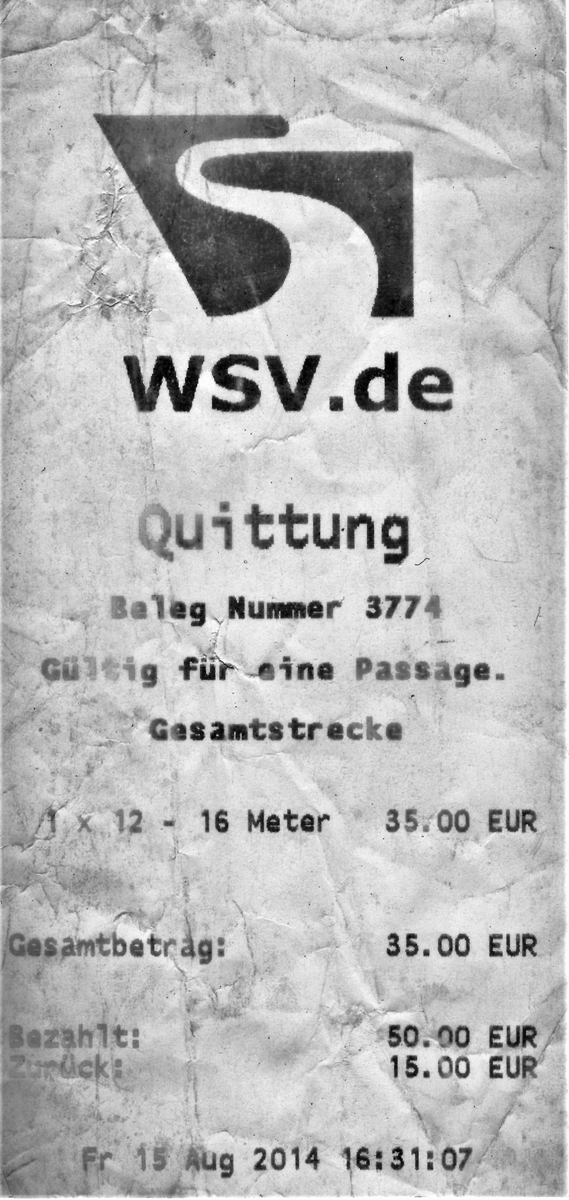 WSV.de
Quittung
Beleg Nummer 3774
Gültig für eine Passage.
Gesamtstrecke
1 x 12 - 16 Meter 35.00 EUR
Gesamtbetrag: 35.00 EUR
Bezahlt: 50.00 EUR
Zurück: 15.00 EUR
Fr 15 Aug 2014 16:31:07